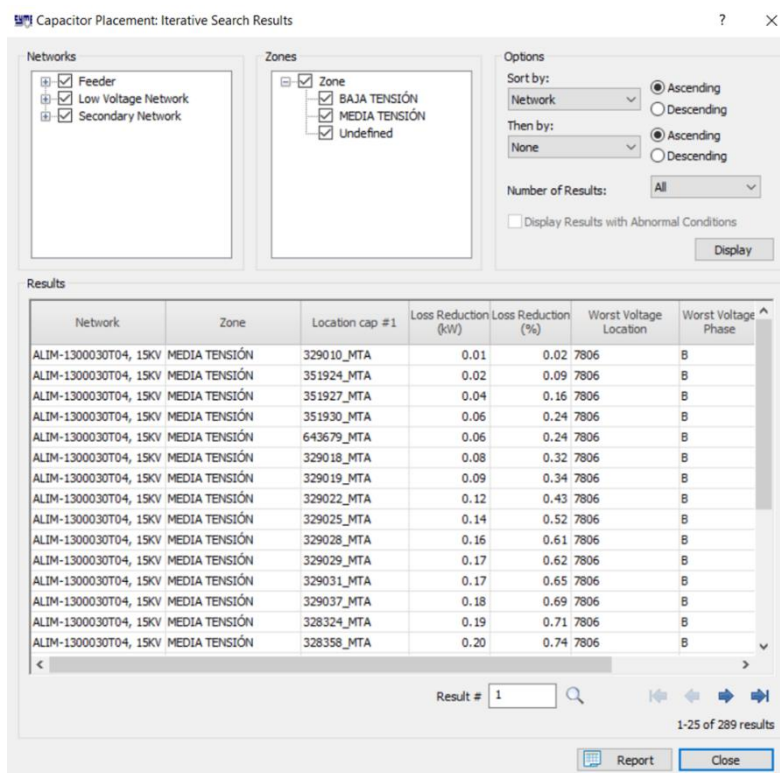 Capacitor Placement: Iterative Search Results ? ×
Networks
Feeder
Low Voltage Network
Secondary Network
Zones
Zone
BAJA TENSIÓN
MEDIA TENSIÓN
Undefined
Options
Sort by:
Network
Ascending
Descending
Then by:
None
Ascending
Descending
Number of Results: All
Display Results with Abnormal Conditions
Display
Results
Network Zone Location cap #1 Loss Reduction (kW) Loss Reduction (%) Worst Voltage Location Worst Voltage Phase
ALIM-1300030T04, 15KV MEDIA TENSIÓN 329010_MTA 0.01 0.02 7806 B
ALIM-1300030T04, 15KV MEDIA TENSIÓN 351924_MTA 0.02 0.09 7806 B
ALIM-1300030T04, 15KV MEDIA TENSIÓN 351927_MTA 0.04 0.16 7806 B
ALIM-1300030T04, 15KV MEDIA TENSIÓN 351930_MTA 0.06 0.24 7806 B
ALIM-1300030T04, 15KV MEDIA TENSIÓN 643679_MTA 0.06 0.24 7806 B
ALIM-1300030T04, 15KV MEDIA TENSIÓN 329018_MTA 0.08 0.32 7806 B
ALIM-1300030T04, 15KV MEDIA TENSIÓN 329019_MTA 0.09 0.34 7806 B
ALIM-1300030T04, 15KV MEDIA TENSIÓN 329022_MTA 0.12 0.43 7806 B
ALIM-1300030T04, 15KV MEDIA TENSIÓN 329025_MTA 0.14 0.52 7806 B
ALIM-1300030T04, 15KV MEDIA TENSIÓN 329028_MTA 0.16 0.61 7806 B
ALIM-1300030T04, 15KV MEDIA TENSIÓN 329029_MTA 0.17 0.62 7806 B
ALIM-1300030T04, 15KV MEDIA TENSIÓN 329031_MTA 0.17 0.65 7806 B
ALIM-1300030T04, 15KV MEDIA TENSIÓN 329037_MTA 0.18 0.69 7806 B
ALIM-1300030T04, 15KV MEDIA TENSIÓN 328324_MTA 0.19 0.71 7806 B
ALIM-1300030T04, 15KV MEDIA TENSIÓN 328358_MTA 0.20 0.74 7806 B
Result # 1
1-25 of 289 results
Report Close